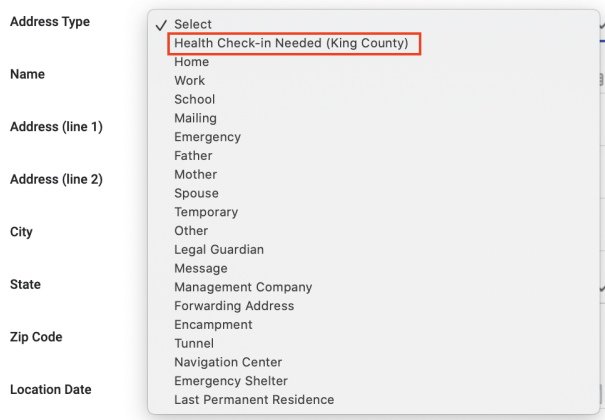 Address Type
Select
Health Check-in Needed (King County)
Home
Name
Work
School
Mailing
Address (line 1)
Emergency
Father
Mother
Address (line 2)
Spouse
Temporary
Other
City
Legal Guardian
Message
State
Management Company
Forwarding Address
Encampment
Zip Code
Tunnel
Navigation Center
Emergency Shelter
Location Date
Last Permanent Residence